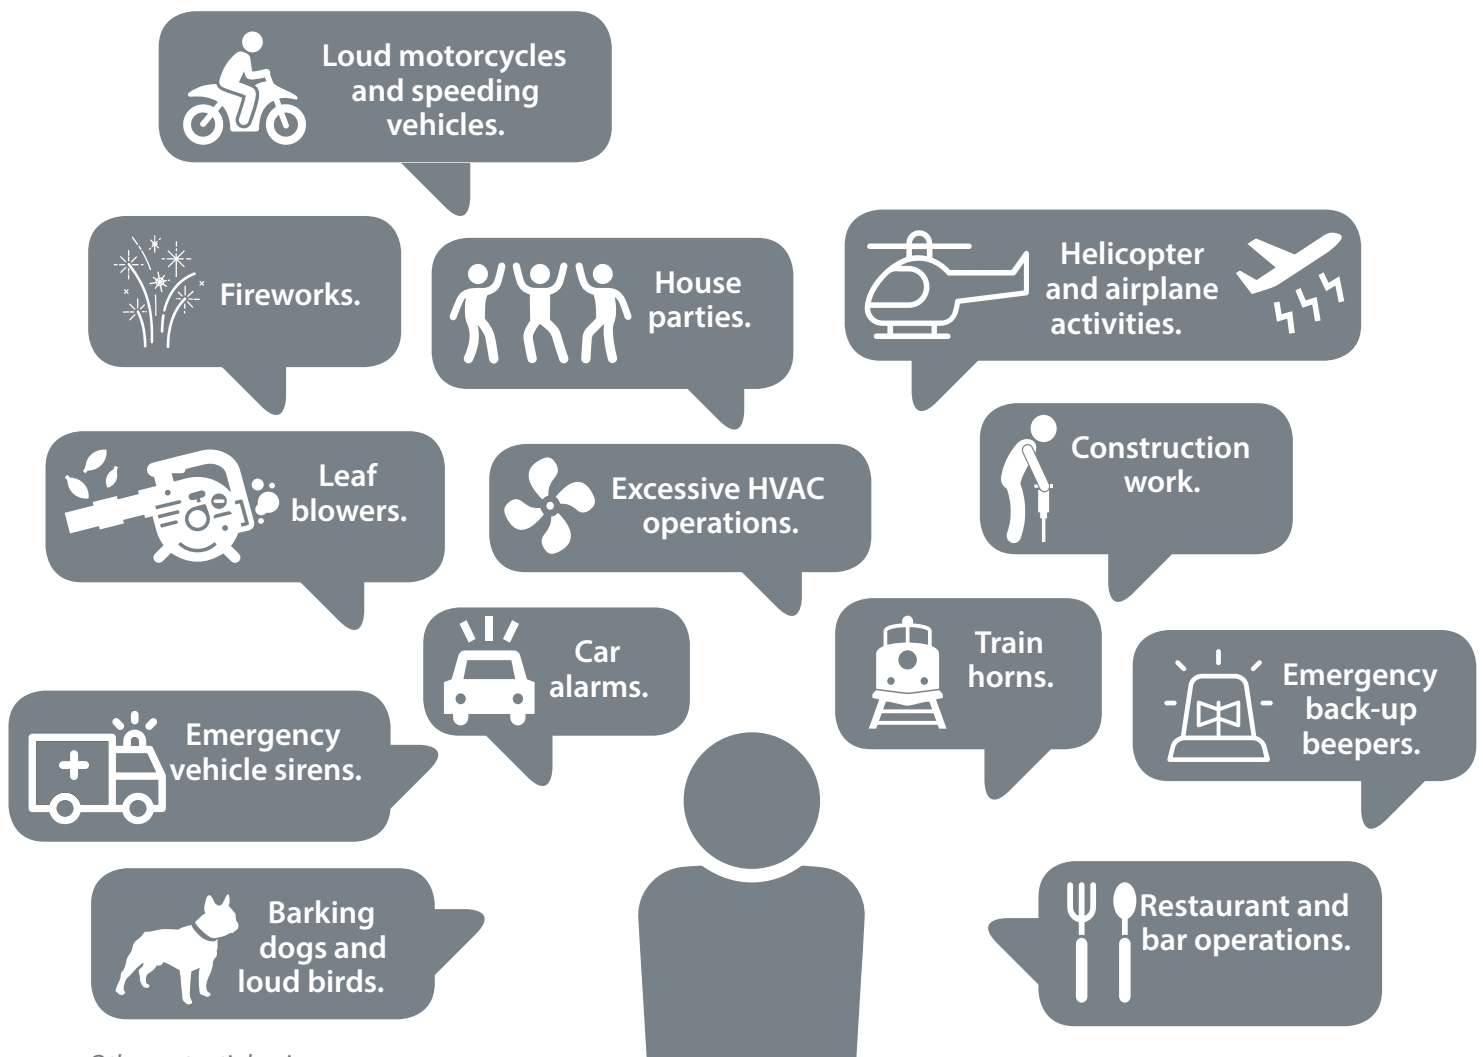 Loud motorcycles
and speeding
vehicles.
Fireworks.
House
parties.
Helicopter
and airplane
activities.
Leaf
blowers.
Excessive HVAC
operations.
Construction
work.
Car
alarms.
Train
horns.
Emergency
back-up
beepers.
Emergency
vehicle sirens.
Barking
dogs and
loud birds.
Restaurant and
bar operations.